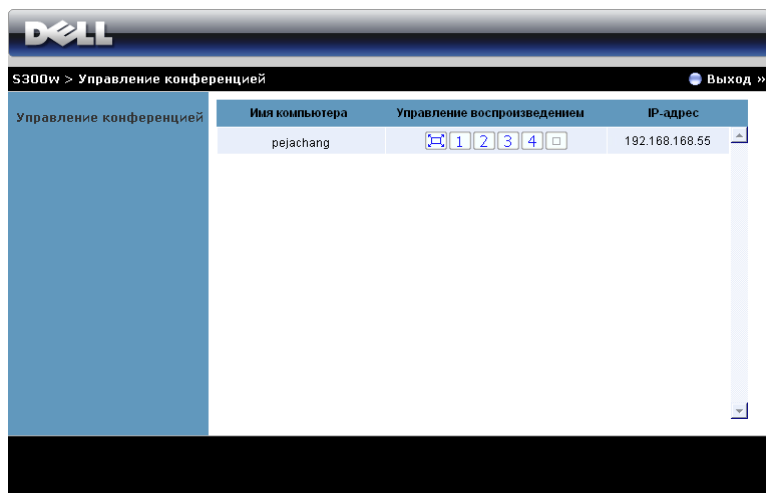 DELL
S300w > Управление конференцией
Выход »
Управление конференцией
Имя компьютера Управление воспроизведением IP-адрес
pejachang 1 2 3 4 192.168.168.55